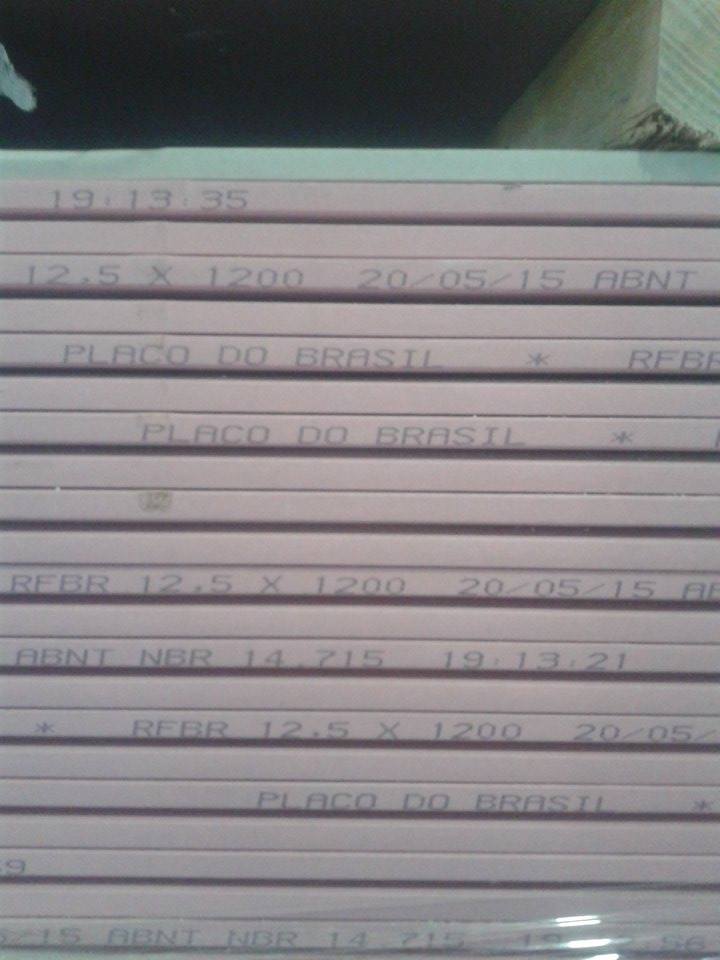 19:13:35
12.5 X 1200 20/05/15 ABNT
PLACO DO BRASIL * RFBR
PLACO DO BRASIL *
RFBR 12.5 X 1200 20/05/15
ABNT NBR 14.715 19:13:21
* RFBR 12.5 X 1200 20/05/
PLACO DO BRASIL *
9
/15 ABNT NBR 14.715